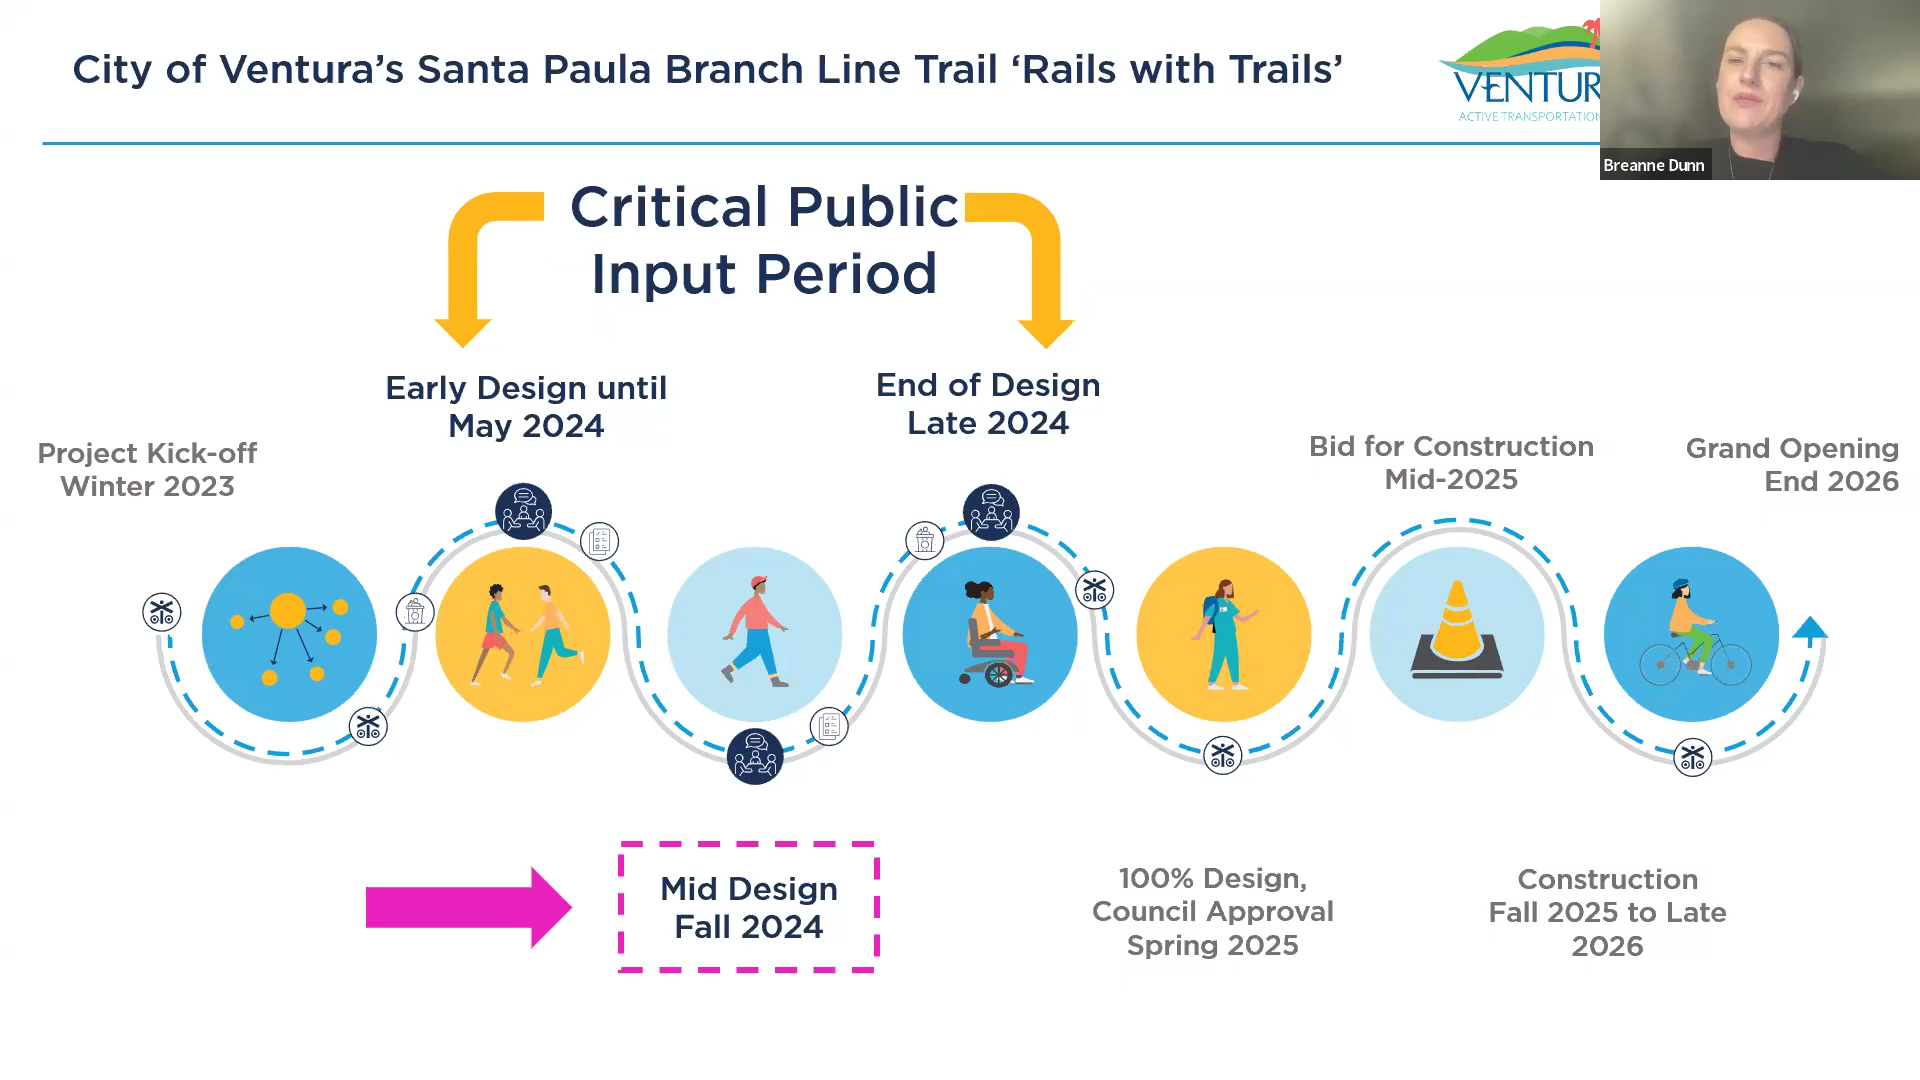 City of Ventura’s Santa Paula Branch Line Trail ‘Rails with Trails’
VENTUR
ACTIVE TRANSPORTATION
Breanne Dunn
Critical Public
Input Period
Early Design until
May 2024
End of Design
Late 2024
Project Kick-off
Winter 2023
Bid for Construction
Mid-2025
Grand Opening
End 2026
Mid Design
Fall 2024
100% Design,
Council Approval
Spring 2025
Construction
Fall 2025 to Late
2026